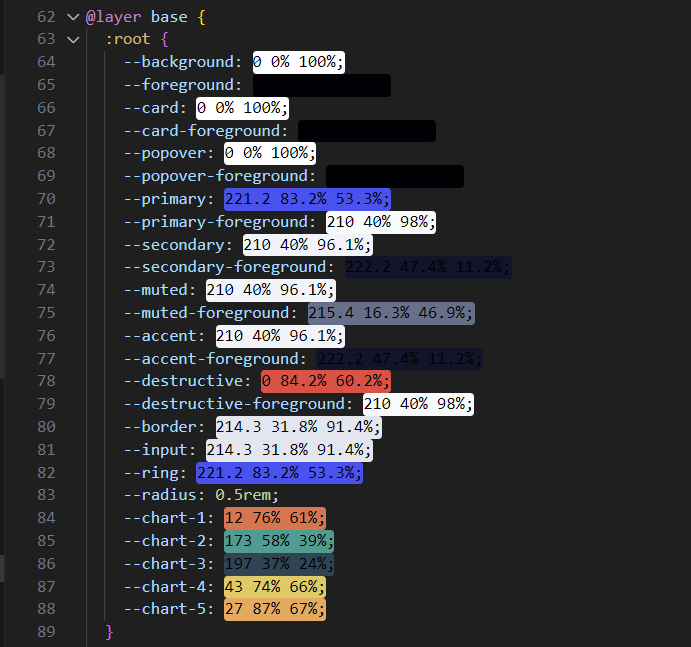 62 @layer base {
63 :root {
64 --background: 0 0% 100%;
65 --foreground:
66 --card: 0 0% 100%;
67 --card-foreground:
68 --popover: 0 0% 100%;
69 --popover-foreground:
70 --primary: 221.2 83.2% 53.3%;
71 --primary-foreground: 210 40% 98%;
72 --secondary: 210 40% 96.1%;
73 --secondary-foreground: 222.2 47.4% 11.2%;
74 --muted: 210 40% 96.1%;
75 --muted-foreground: 215.4 16.3% 46.9%;
76 --accent: 210 40% 96.1%;
77 --accent-foreground: 222.2 47.4% 11.2%;
78 --destructive: 0 84.2% 60.2%;
79 --destructive-foreground: 210 40% 98%;
80 --border: 214.3 31.8% 91.4%;
81 --input: 214.3 31.8% 91.4%;
82 --ring: 221.2 83.2% 53.3%;
83 --radius: 0.5rem;
84 --chart-1: 12 76% 61%;
85 --chart-2: 173 58% 39%;
86 --chart-3: 197 37% 24%;
87 --chart-4: 43 74% 66%;
88 --chart-5: 27 87% 67%;
89 }